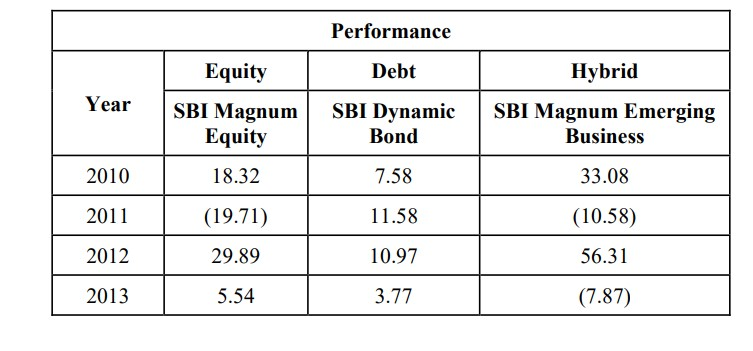 Performance
Year
Equity
Debt
Hybrid
SBI Magnum
Equity
SBI Dynamic
Bond
SBI Magnum Emerging
Business
2010 18.32 7.58 33.08
2011 (19.71) 11.58 (10.58)
2012 29.89 10.97 56.31
2013 5.54 3.77 (7.87)